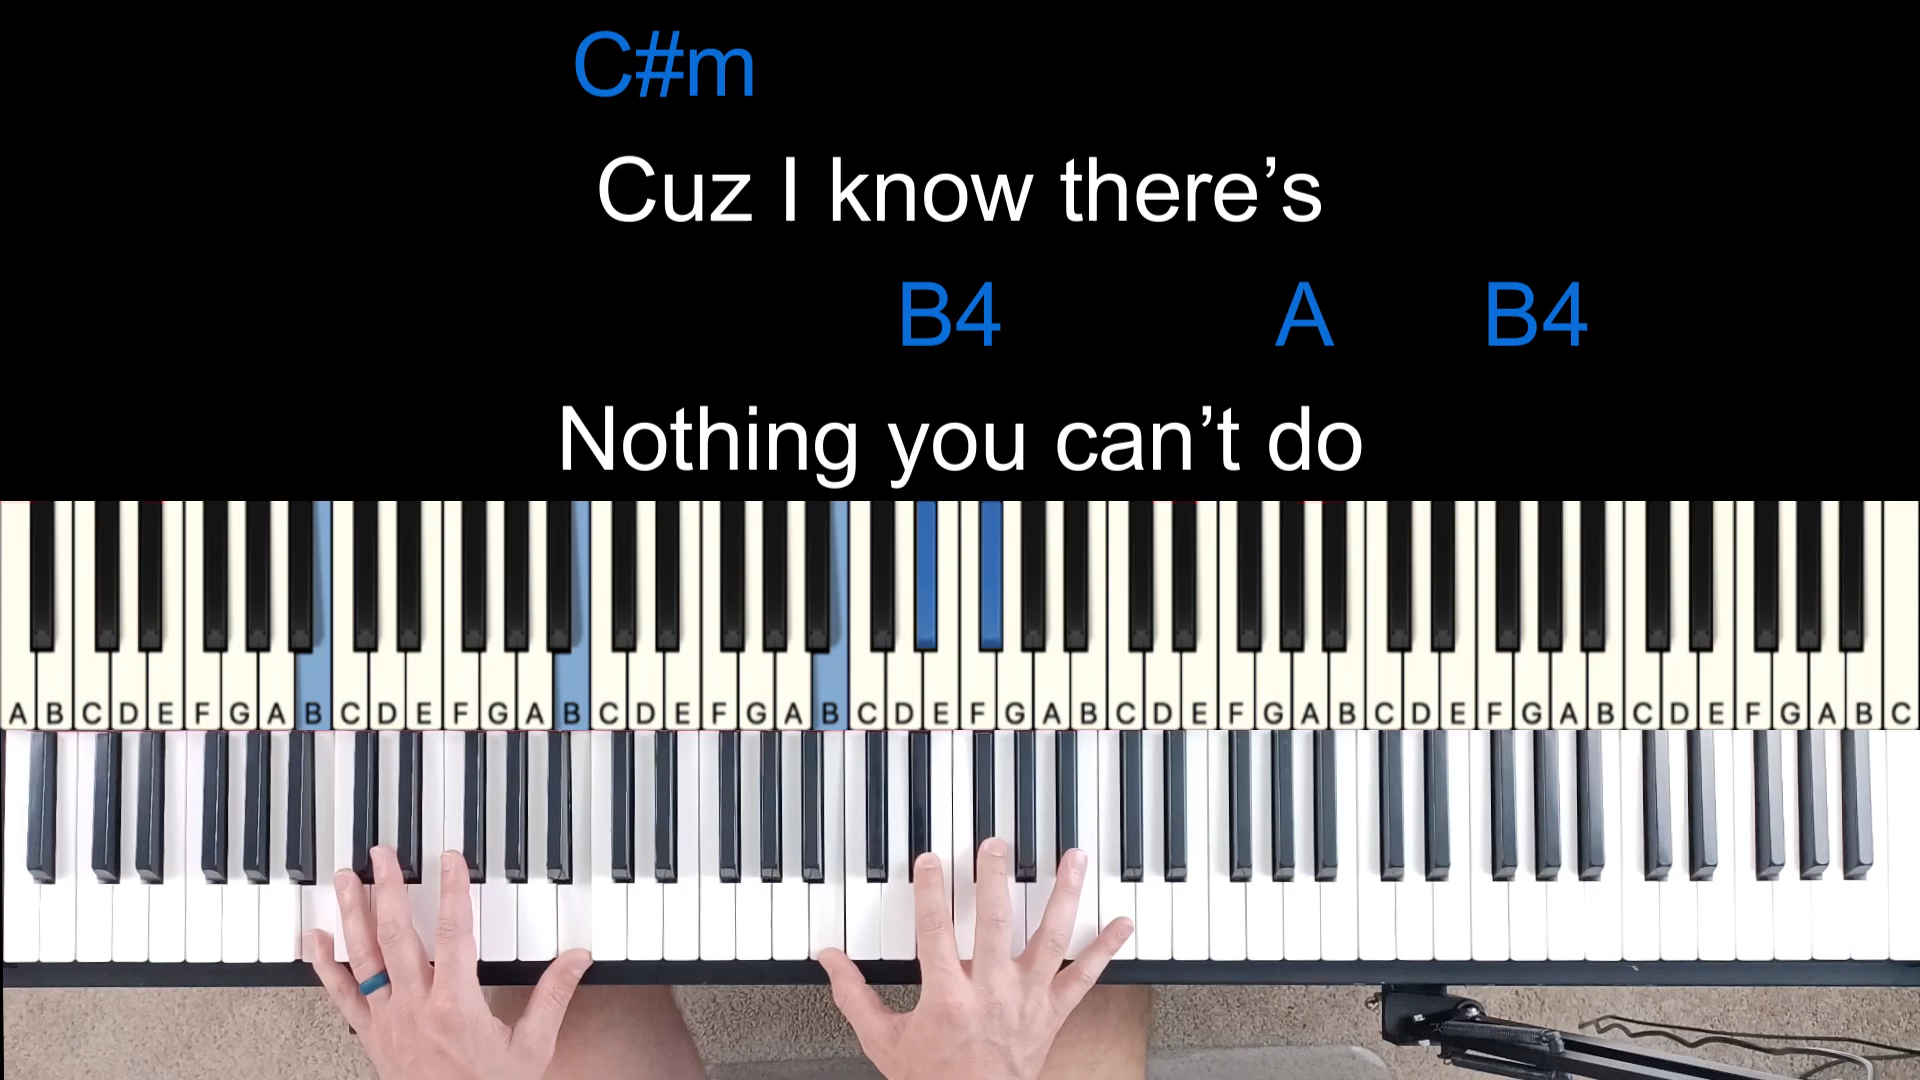 C#m
Cuz I know there’s
B4 A B4
Nothing you can’t do
A B C D E F G A B C D E F G A B C D E F G A B C D E F G A B C D E F G A B C D E F G A B C D E F G A B C